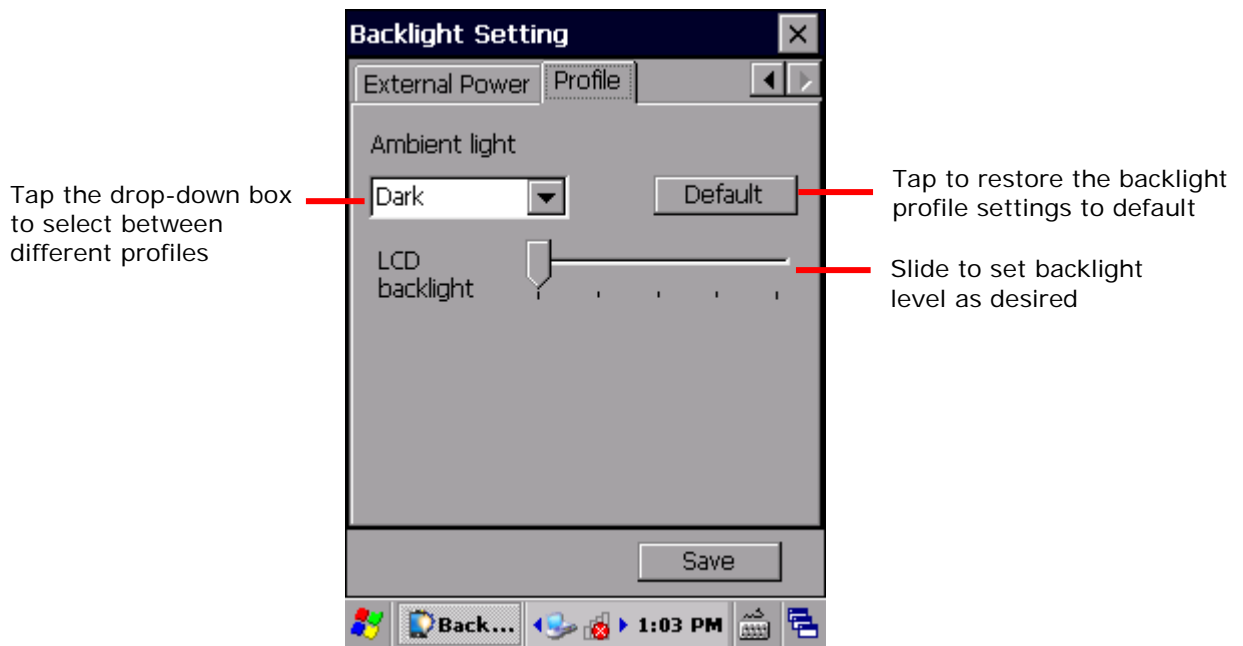 Backlight Setting
External Power
Profile
Ambient light
Tap the drop-down box
to select between
different profiles
Dark
Default
Tap to restore the backlight
profile settings to default
LCD
backlight
Slide to set backlight
level as desired
Save
Back...
1:03 PM